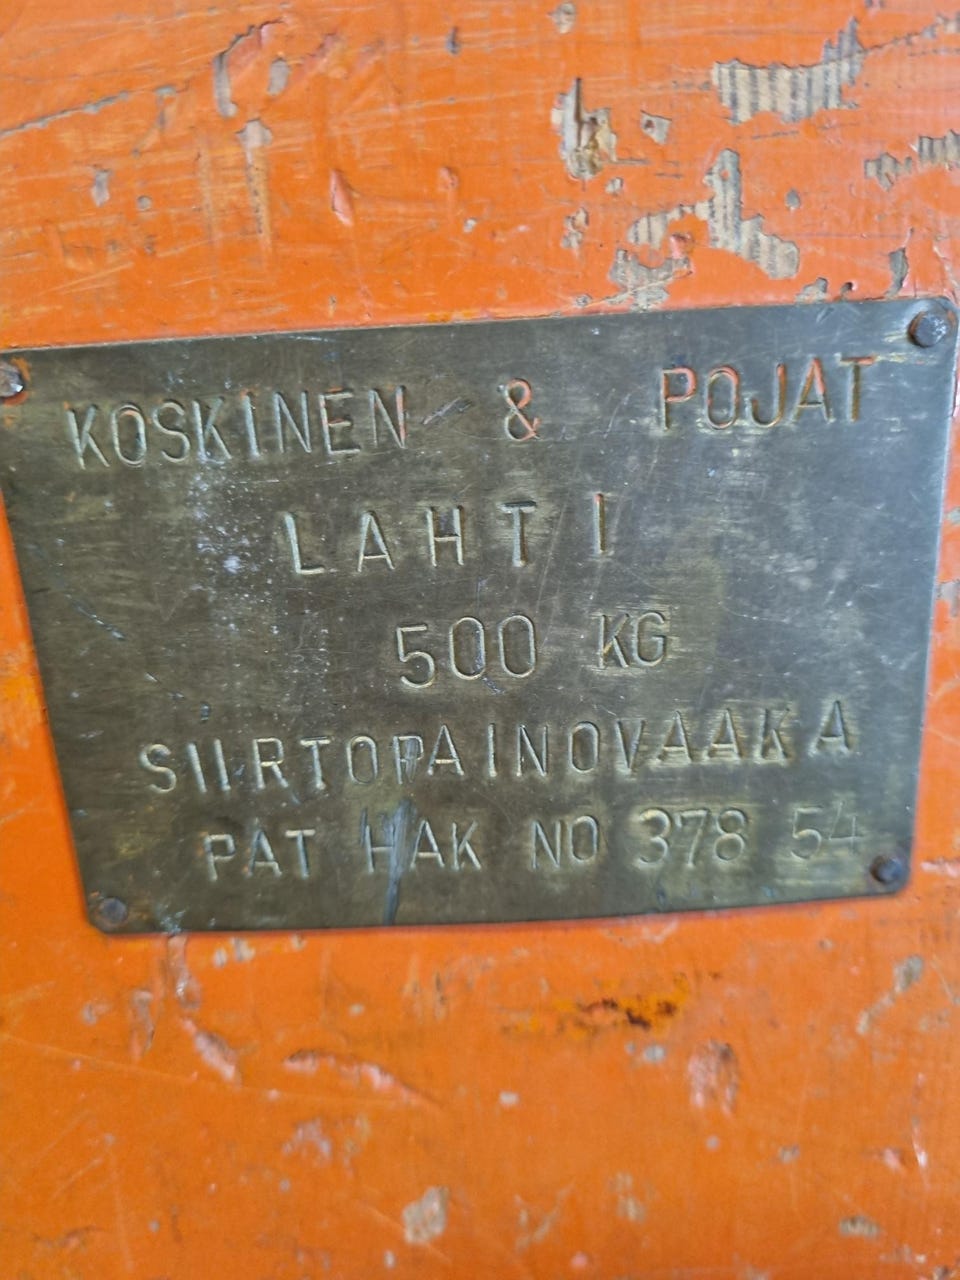 KOSKINEN & POJAT
LAHTI
500 KG
SIIRTOPAINOVAAKA
PAT HAK NO 378 54